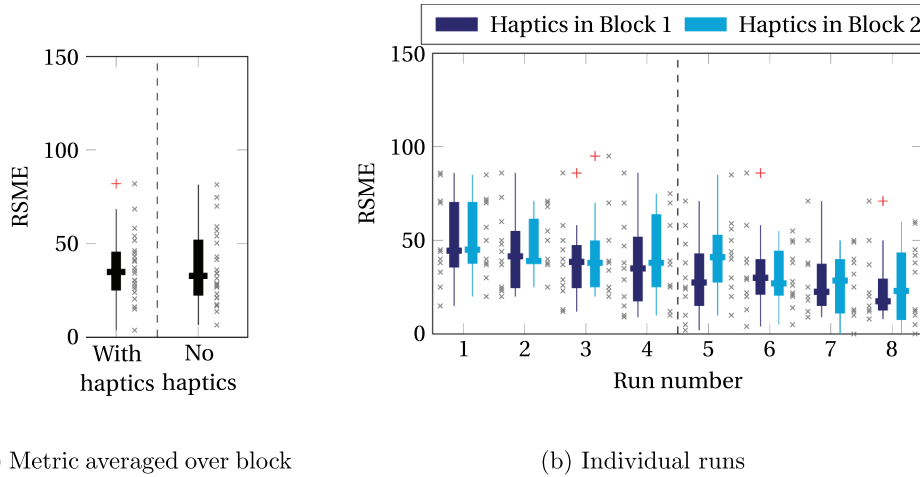 Haptics in Block 1 Haptics in Block 2
150
100
50
0
RSME
With haptics
No haptics
) Metric averaged over block
150
100
50
0
RSME
1 2 3 4 5 6 7 8
Run number
(b) Individual runs